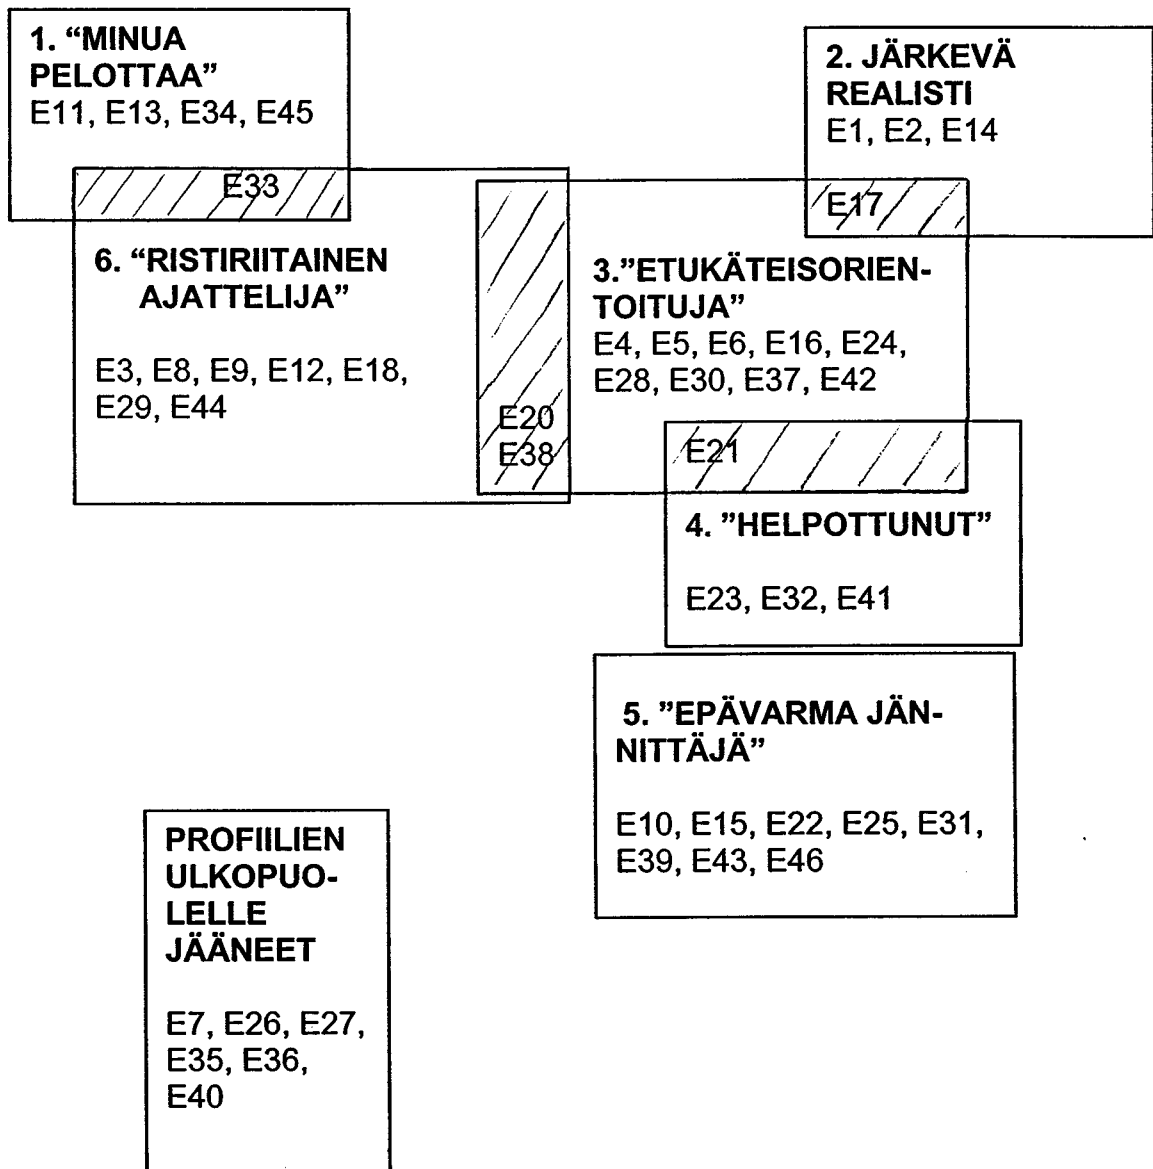 1. “MINUA
PELOTTAA”
E11, E13, E34, E45
E33
2. JÄRKEVÄ
REALISTI
E1, E2, E14
E17
6. “RISTIRIITAINEN
AJATTELIJA”
E3, E8, E9, E12, E18,
E29, E44
E20
E38
3.”ETUKÄTEISORIEN-
TOITUJA”
E4, E5, E6, E16, E24,
E28, E30, E37, E42
E21
4. ”HELPOTTUNUT”
E23, E32, E41
5. ”EPÄVARMA JÄN-
NITTÄJÄ”
E10, E15, E22, E25, E31,
E39, E43, E46
PROFIILIEN
ULKOPUO-
LELLE
JÄÄNEET
E7, E26, E27,
E35, E36,
E40